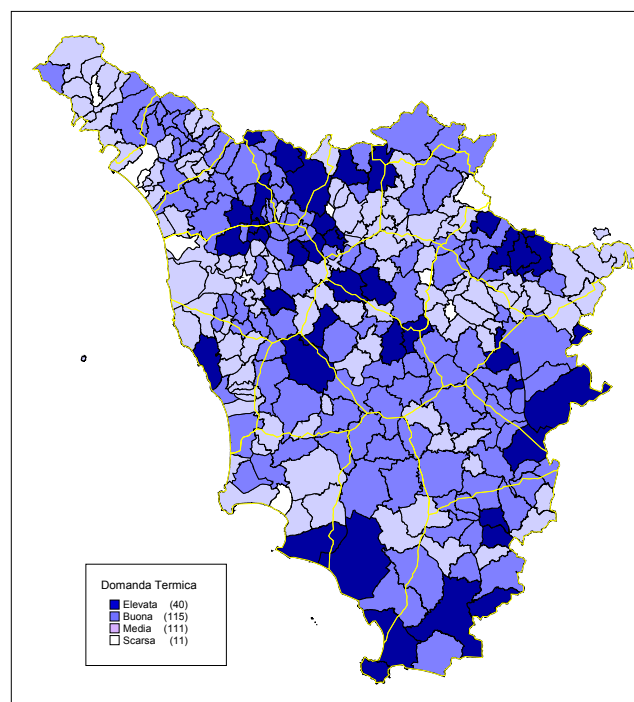 Domanda Termica
Elevata (40)
Buona (115)
Media (111)
Scarsa (11)